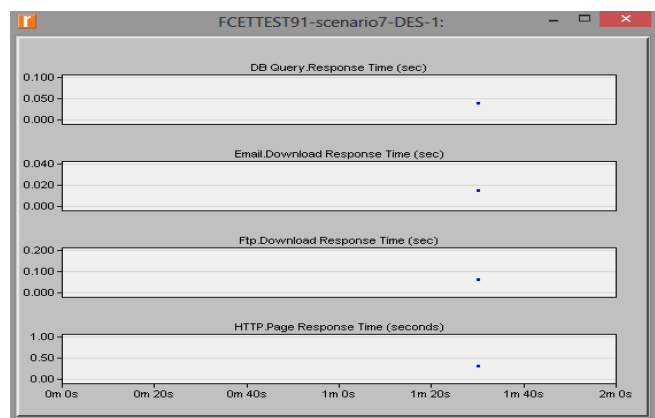 FCETTEST91-scenario7-DES-1:
DB Query.Response Time (sec)
0.100
0.050
0.000
Email.Download Response Time (sec)
0.040
0.020
0.000
Ftp.Download Response Time (sec)
0.200
0.100
0.000
HTTP.Page Response Time (seconds)
1.00
0.50
0.00
0m 0s 0m 20s 0m 40s 1m 0s 1m 20s 1m 40s 2m 0s